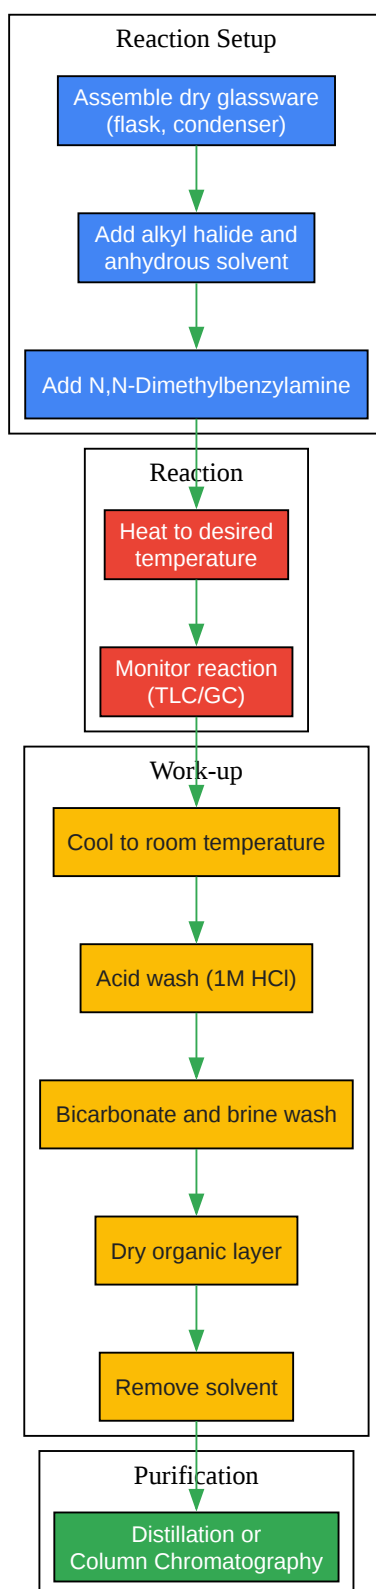 Reaction Setup
Assemble dry glassware
(flask, condenser)
Add alkyl halide and
anhydrous solvent
Add N,N-Dimethylbenzylamine
Reaction
Heat to desired
temperature
Monitor reaction
(TLC/GC)
Work-up
Cool to room temperature
Acid wash (1M HCl)
Bicarbonate and brine wash
Dry organic layer
Remove solvent
Purification
Distillation or
Column Chromatography